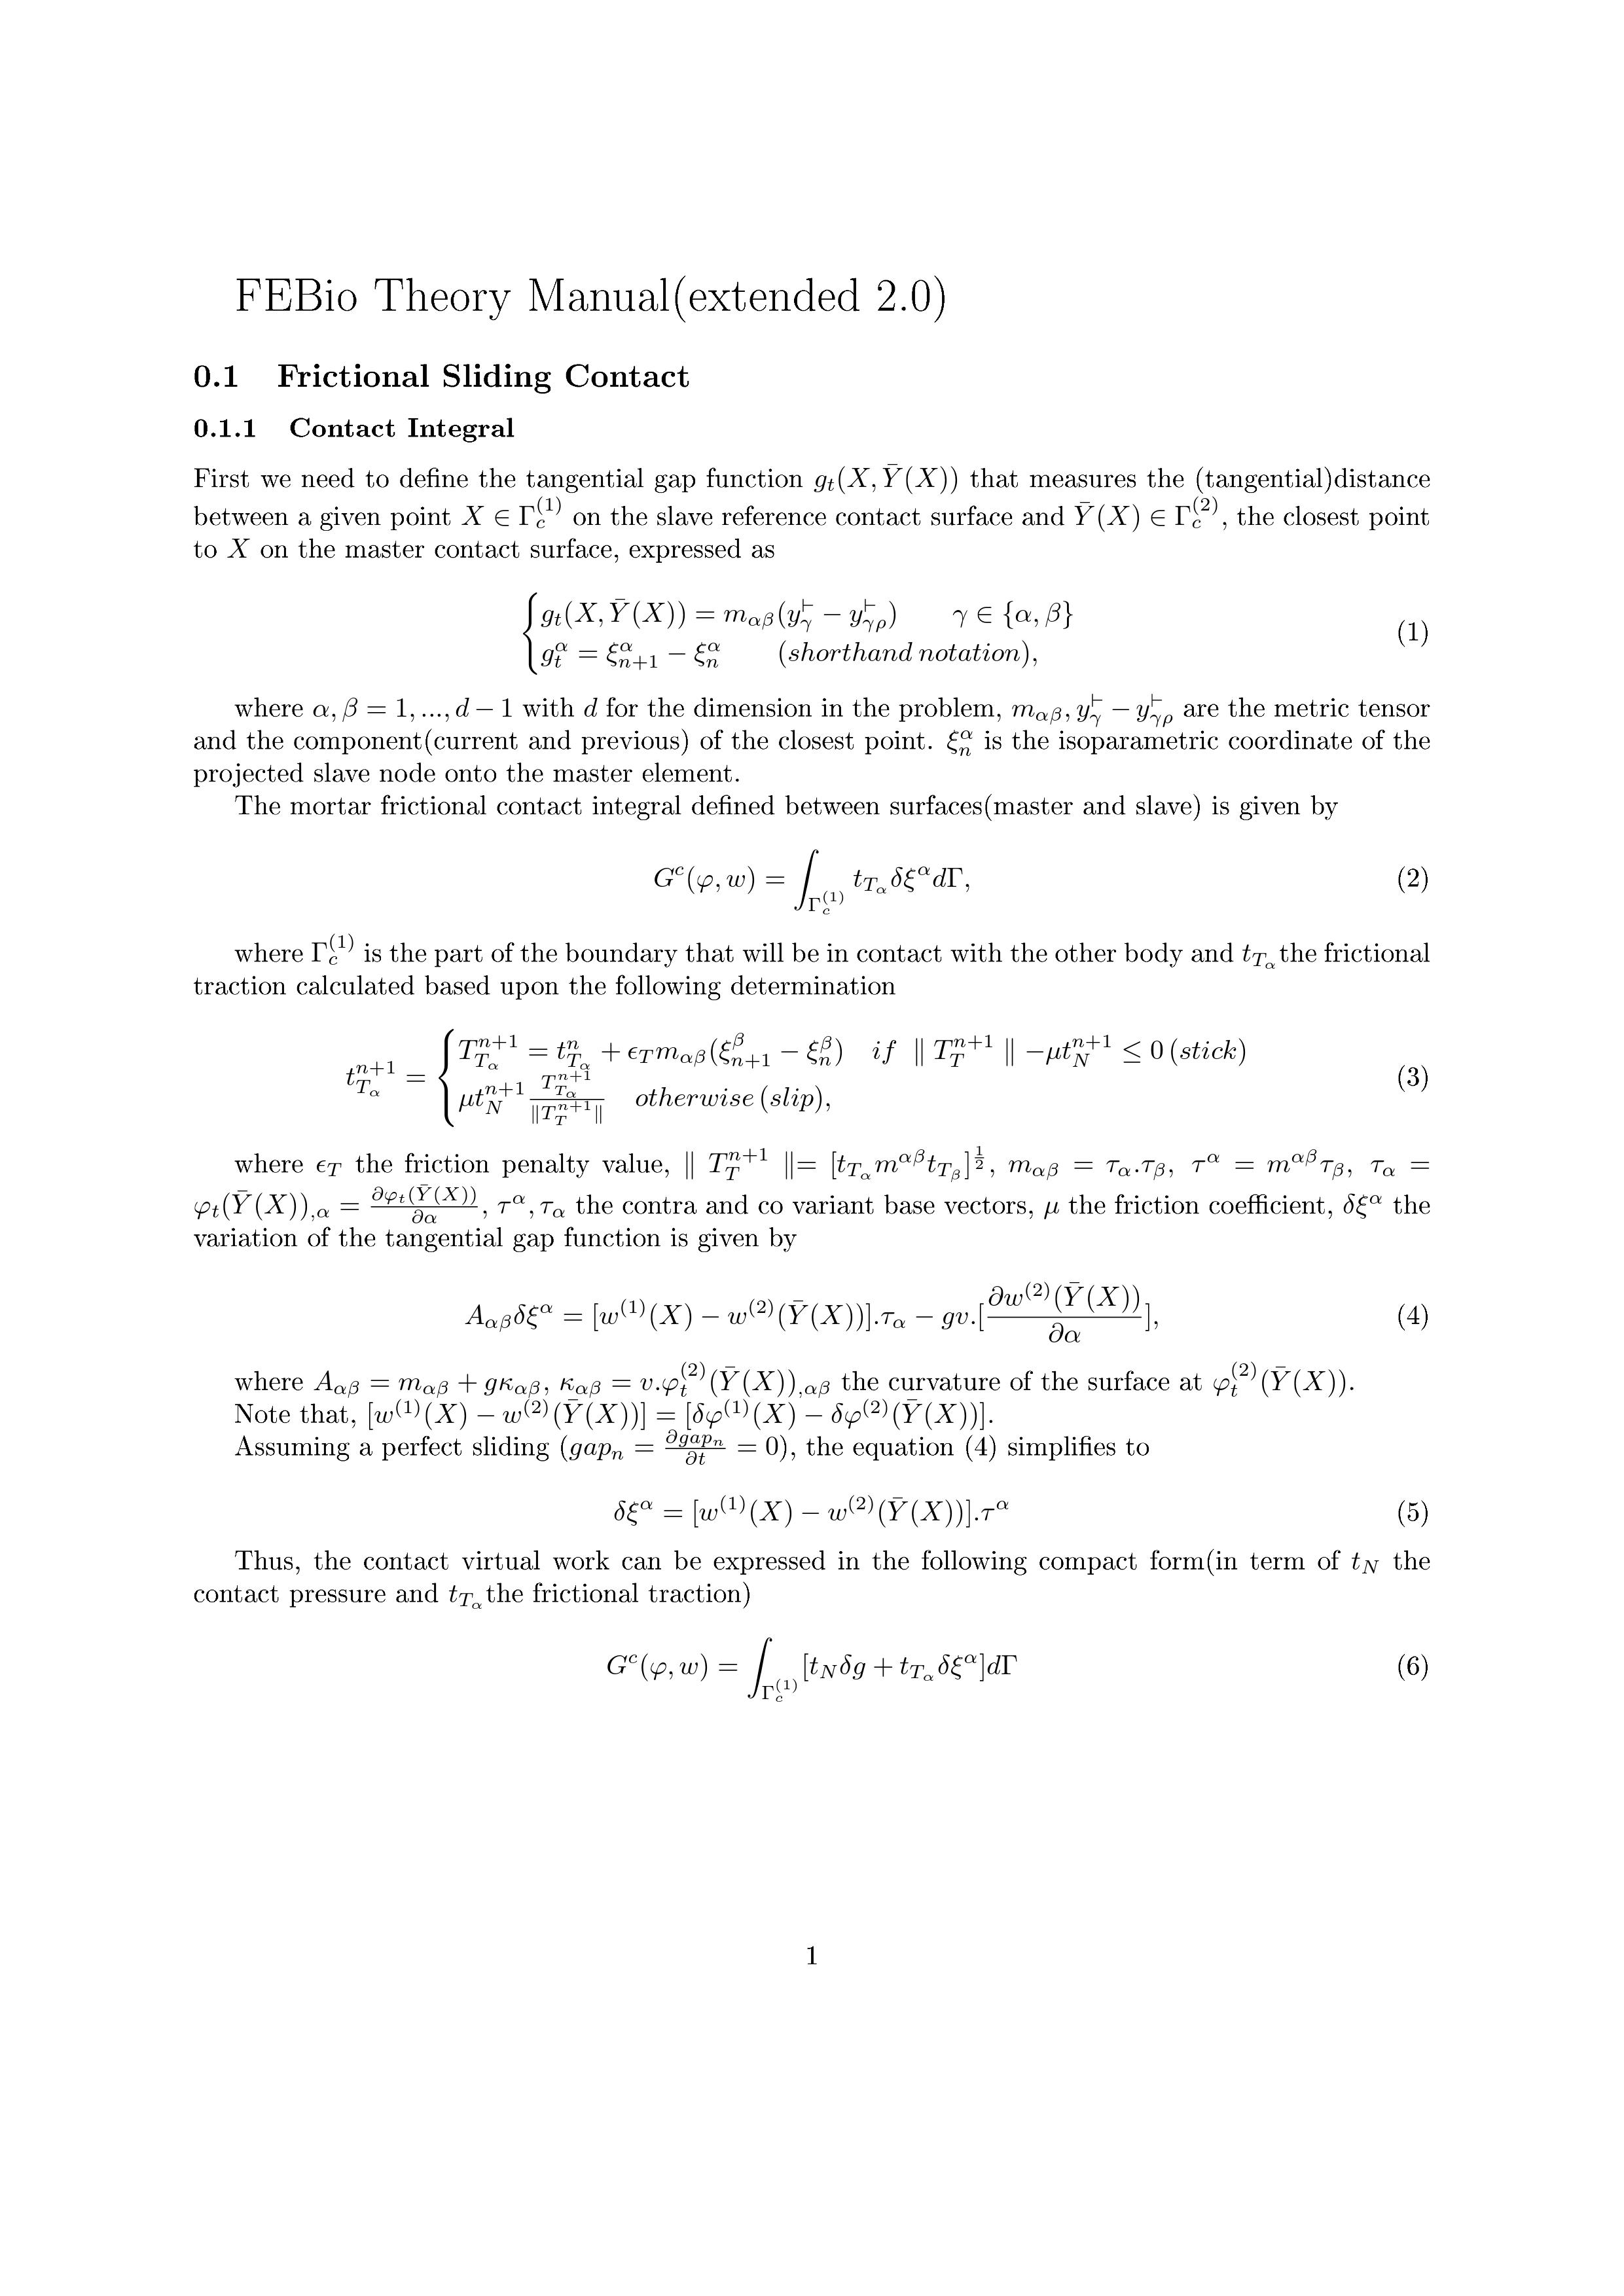 FEBio Theory Manual(extended 2.0)
0.1 Frictional Sliding Contact
0.1.1 Contact Integral
First we need to define the tangential gap function $g_t(X, \bar{Y}(X))$ that measures the (tangential)distance
between a given point $X \in \Gamma_c^{(1)}$ on the slave reference contact surface and $\bar{Y}(X) \in \Gamma_c^{(2)}$, the closest point
to $X$ on the master contact surface, expressed as
$\begin{cases} g_t(X, \bar{Y}(X)) = m_{\alpha\beta}(y_\gamma^\vdash - y_{\gamma\rho}^\vdash) \quad \gamma \in \{\alpha, \beta\} \\ g_t^\alpha = \xi_{n+1}^\alpha - \xi_n^\alpha \quad (shorthand\, notation), \end{cases}$ (1)
where $\alpha, \beta = 1, ..., d-1$ with $d$ for the dimension in the problem, $m_{\alpha\beta}, y_\gamma^\vdash - y_{\gamma\rho}^\vdash$ are the metric tensor
and the component(current and previous) of the closest point. $\xi_n^\alpha$ is the isoparametric coordinate of the
projected slave node onto the master element.
The mortar frictional contact integral defined between surfaces(master and slave) is given by
$G^c(\varphi, w) = \int_{\Gamma_c^{(1)}} t_{T_\alpha} \delta\xi^\alpha d\Gamma,$ (2)
where $\Gamma_c^{(1)}$ is the part of the boundary that will be in contact with the other body and $t_{T_\alpha}$the frictional
traction calculated based upon the following determination
$t_{T_\alpha}^{n+1} = \begin{cases} T_{T_\alpha}^{n+1} = t_{T_\alpha}^n + \epsilon_T m_{\alpha\beta}(\xi_{n+1}^\beta - \xi_n^\beta) \quad if \ \parallel T_T^{n+1} \parallel -\mu t_N^{n+1} \leq 0\,(stick) \\ \mu t_N^{n+1} \frac{T_{T_\alpha}^{n+1}}{\parallel T_T^{n+1} \parallel} \quad otherwise\,(slip), \end{cases}$ (3)
where $\epsilon_T$ the friction penalty value, $\parallel T_T^{n+1} \parallel = [t_{T_\alpha} m^{\alpha\beta} t_{T_\beta}]^{\frac{1}{2}}$, $m_{\alpha\beta} = \tau_\alpha.\tau_\beta$, $\tau^\alpha = m^{\alpha\beta}\tau_\beta$, $\tau_\alpha =$
$\varphi_t(\bar{Y}(X))_{,\alpha} = \frac{\partial\varphi_t(\bar{Y}(X))}{\partial\alpha}$, $\tau^\alpha, \tau_\alpha$ the contra and co variant base vectors, $\mu$ the friction coefficient, $\delta\xi^\alpha$ the
variation of the tangential gap function is given by
$A_{\alpha\beta}\delta\xi^\alpha = [w^{(1)}(X) - w^{(2)}(\bar{Y}(X))].\tau_\alpha - gv.[\frac{\partial w^{(2)}(\bar{Y}(X))}{\partial\alpha}],$ (4)
where $A_{\alpha\beta} = m_{\alpha\beta} + g\kappa_{\alpha\beta}$, $\kappa_{\alpha\beta} = v.\varphi_t^{(2)}(\bar{Y}(X))_{,\alpha\beta}$ the curvature of the surface at $\varphi_t^{(2)}(\bar{Y}(X))$.
Note that, $[w^{(1)}(X) - w^{(2)}(\bar{Y}(X))] = [\delta\varphi^{(1)}(X) - \delta\varphi^{(2)}(\bar{Y}(X))]$.
Assuming a perfect sliding ($gap_n = \frac{\partial gap_n}{\partial t} = 0$), the equation (4) simplifies to
$\delta\xi^\alpha = [w^{(1)}(X) - w^{(2)}(\bar{Y}(X))].\tau^\alpha$ (5)
Thus, the contact virtual work can be expressed in the following compact form(in term of $t_N$ the
contact pressure and $t_{T_\alpha}$the frictional traction)
$G^c(\varphi, w) = \int_{\Gamma_c^{(1)}} [t_N\delta g + t_{T_\alpha}\delta\xi^\alpha]d\Gamma$ (6)
1